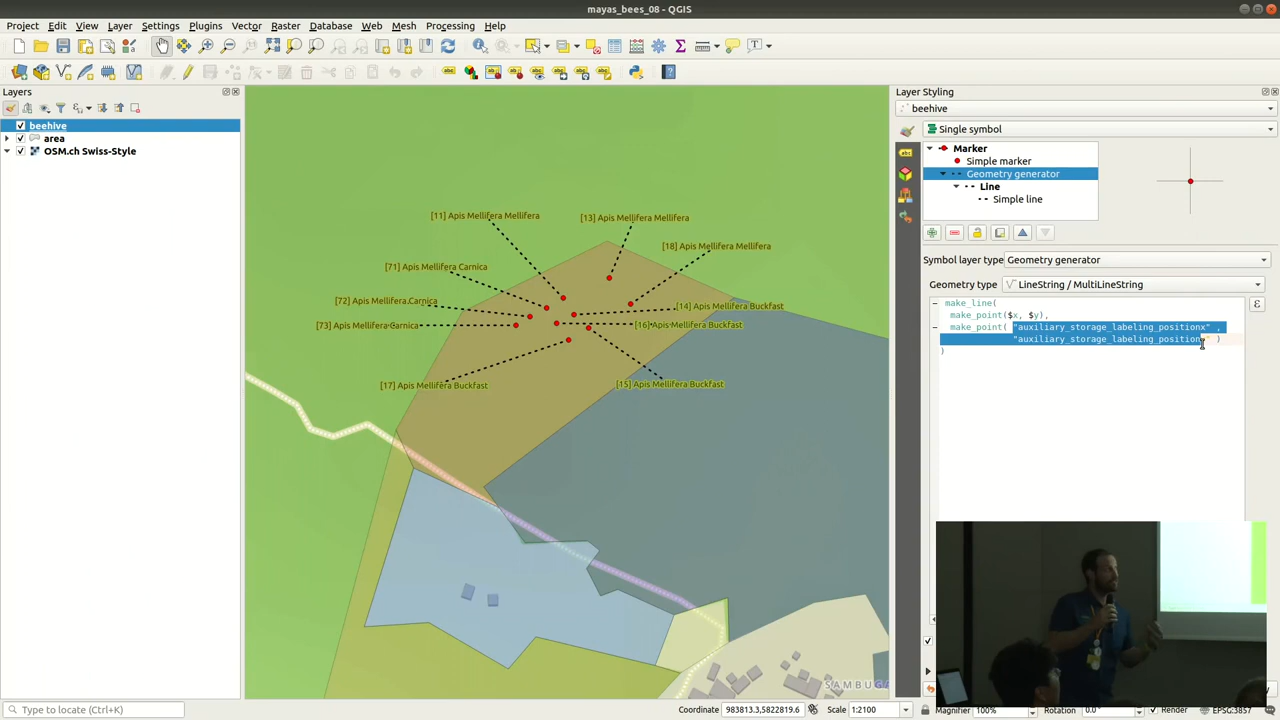 mayas_bees_08 - QGIS
Project Edit View Layer Settings Plugins Vector Raster Database Web Mesh Processing Help
Layers
beehive
area
OSM.ch Swiss-Style
[11] Apis Mellifera Mellifera
[13] Apis Mellifera Mellifera
[18] Apis Mellifera Mellifera
[71] Apis Mellifera Carnica
[72] Apis Mellifera Carnica
[14] Apis Mellifera Buckfast
[73] Apis Mellifera Carnica
[16] Apis Mellifera Buckfast
[17] Apis Mellifera Buckfast
[15] Apis Mellifera Buckfast
Layer Styling
beehive
Single symbol
Marker
Simple marker
Geometry generator
Line
Simple line
Symbol layer type Geometry generator
Geometry type LineString / MultiLineString
make_line(
make_point($x, $y),
make_point( "auxiliary_storage_labeling_positionx" ,
"auxiliary_storage_labeling_positiony" )
)
SAMBUGA
Type to locate (Ctrl+K)
Coordinate 983813.3,5822819.6 Scale 1:2100 Magnifier 100% Rotation 0.0° Render EPSG:3857